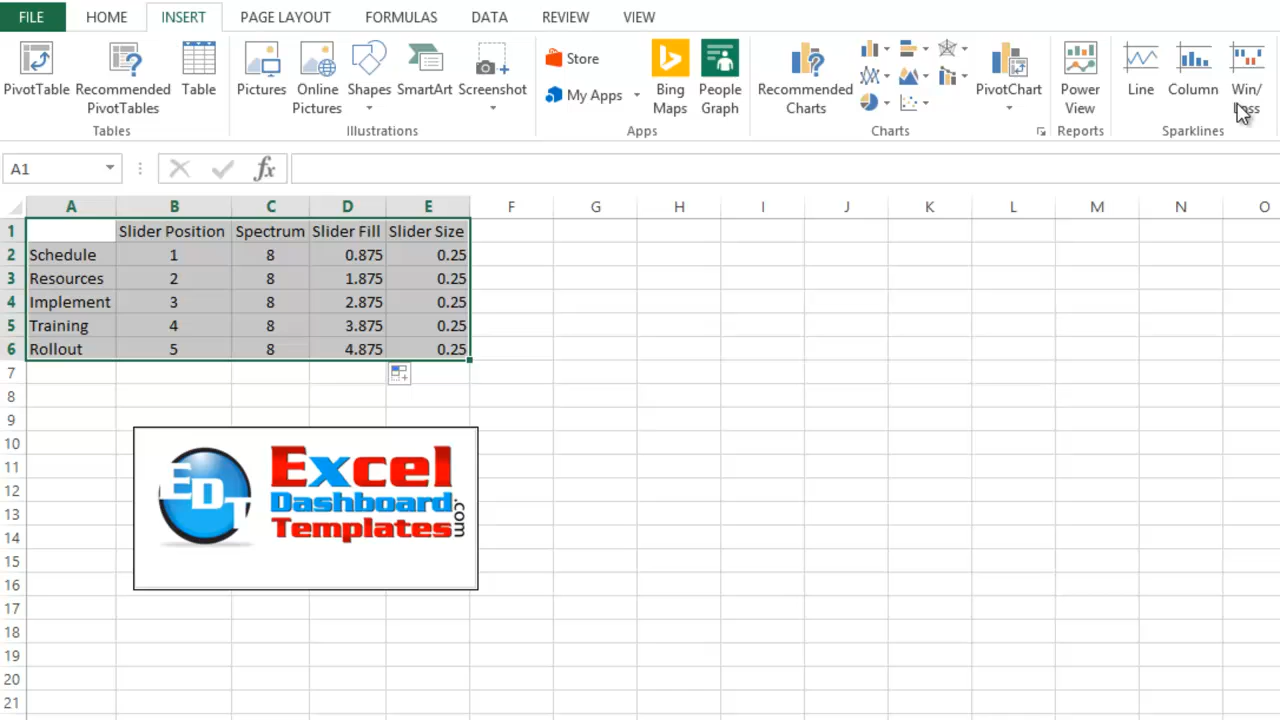 FILE HOME INSERT PAGE LAYOUT FORMULAS DATA REVIEW VIEW
PivotTable Recommended PivotTables Table
Tables
Pictures Online Pictures Shapes SmartArt Screenshot
Illustrations
Store
My Apps
Bing Maps People Graph
Apps
Recommended Charts PivotChart
Charts
Power View
Reports
Line Column Win/ Loss
Sparklines
A1 fx
A B C D E F G H I J K L M N O
1 Slider Position Spectrum Slider Fill Slider Size
2 Schedule 1 8 0.875 0.25
3 Resources 2 8 1.875 0.25
4 Implement 3 8 2.875 0.25
5 Training 4 8 3.875 0.25
6 Rollout 5 8 4.875 0.25
7
8
9
10
11
12
13
14
15
16
17
18
19
20
21
EDT
Excel
Dashboard
Templates
.com